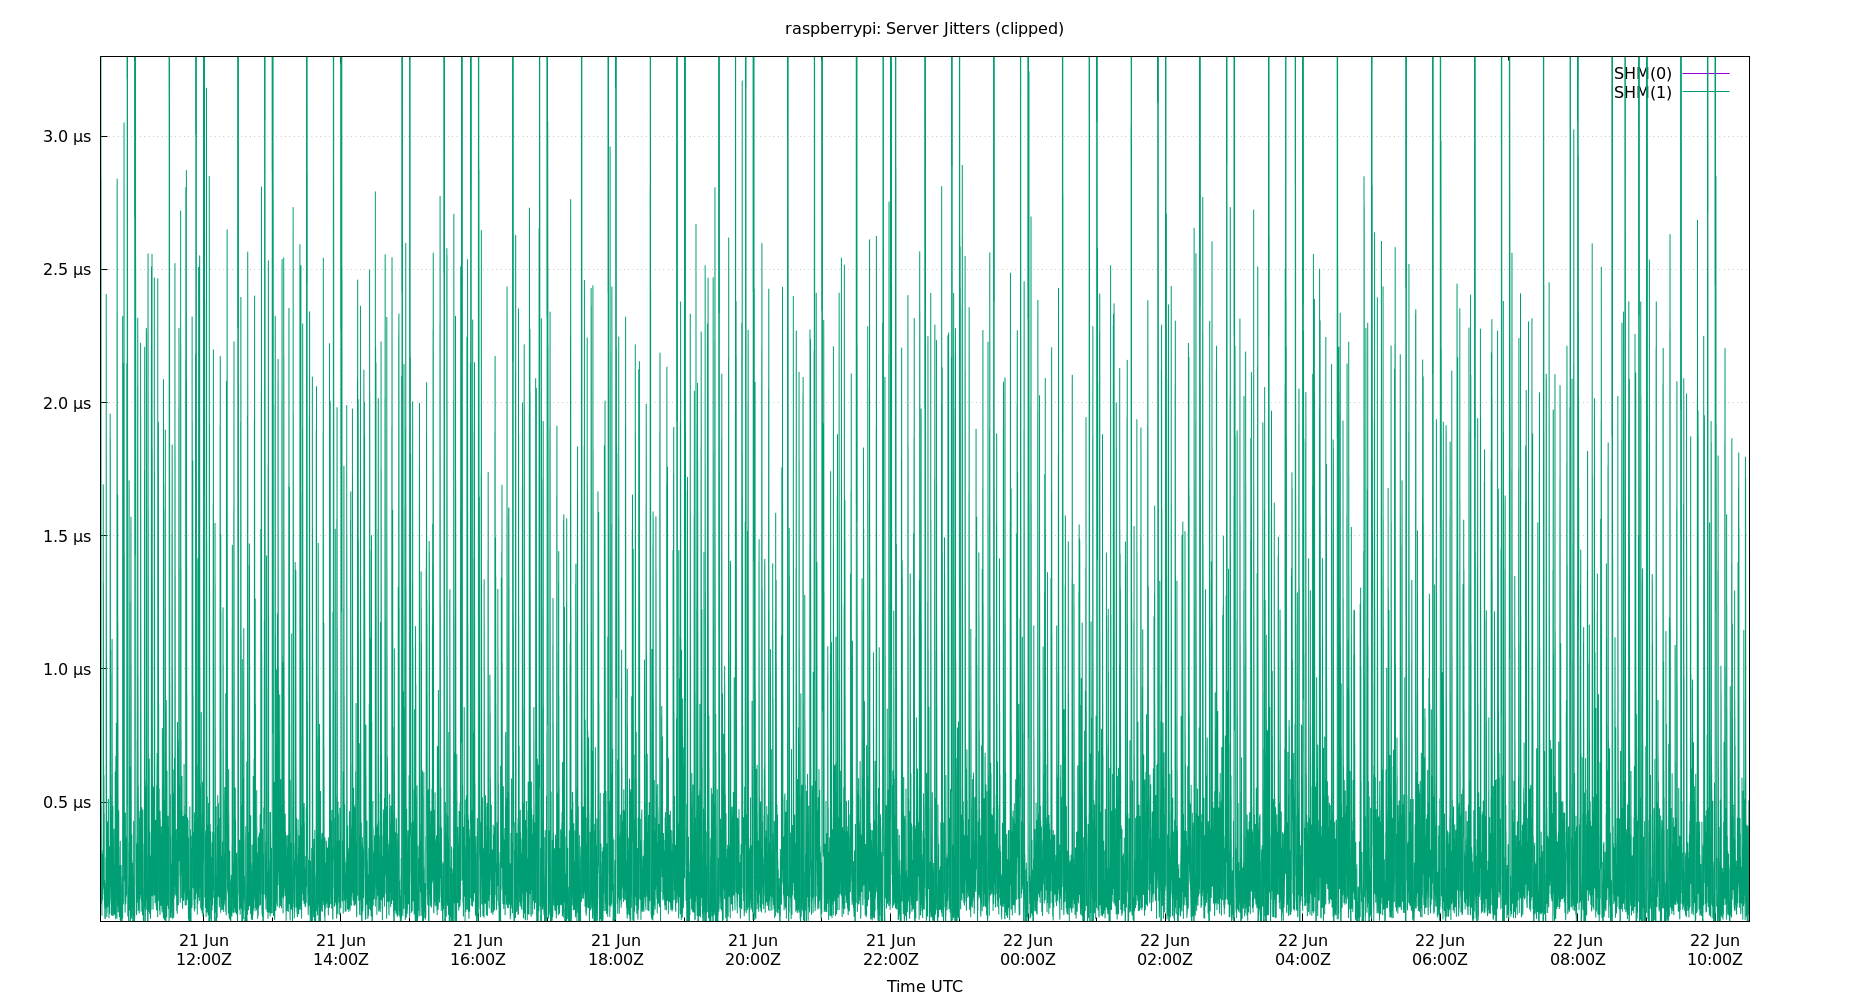 raspberrypi: Server Jitters (clipped)
SHM(0)
SHM(1)
3.0 µs
2.5 µs
2.0 µs
1.5 µs
1.0 µs
0.5 µs
21 Jun 21 Jun 21 Jun 21 Jun 21 Jun 21 Jun 22 Jun 22 Jun 22 Jun 22 Jun 22 Jun 22 Jun
12:00Z 14:00Z 16:00Z 18:00Z 20:00Z 22:00Z 00:00Z 02:00Z 04:00Z 06:00Z 08:00Z 10:00Z
Time UTC